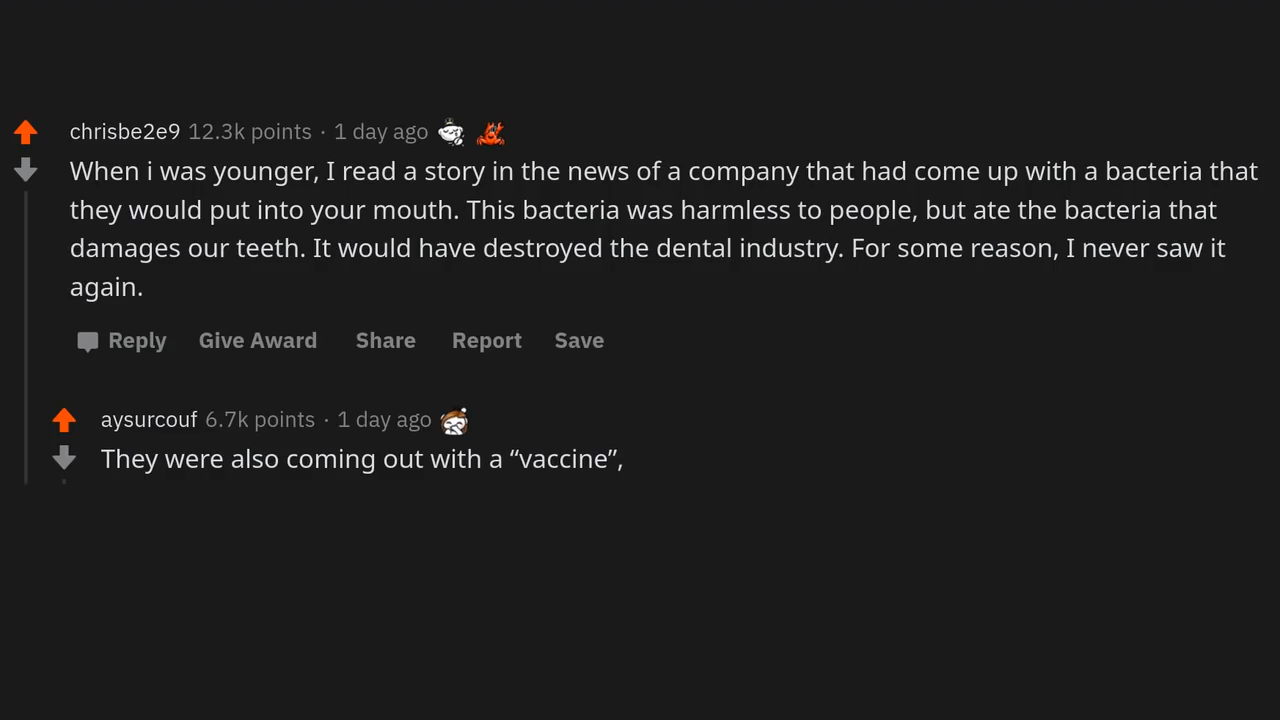 chrisbe2e9 12.3k points · 1 day ago
When i was younger, I read a story in the news of a company that had come up with a bacteria that
they would put into your mouth. This bacteria was harmless to people, but ate the bacteria that
damages our teeth. It would have destroyed the dental industry. For some reason, I never saw it
again.
Reply Give Award Share Report Save
aysurcouf 6.7k points · 1 day ago
They were also coming out with a “vaccine”,